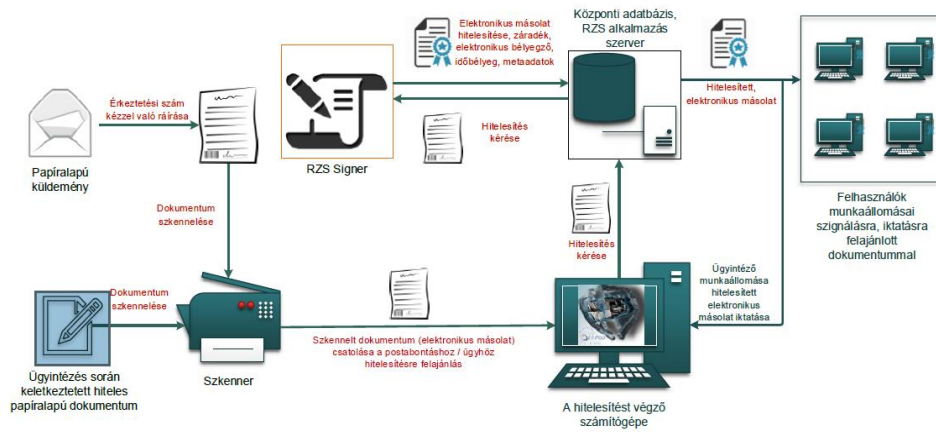 Elektronikus másolat
hitelesítése, záradék,
elektronikus bélyegző,
időbélyeg, metaadatok
Központi adatbázis,
RZS alkalmazás
szerver
Hitelesített,
elektronikus másolat
Érkeztetési szám
kézzel való ráírása
Papíralapú
küldemény
RZS Signer
Hitelesítés
kérése
Felhasználók
munkaállomásai
szignálásra, iktatásra
felajánlott
dokumentummal
Dokumentum
szkennelése
Hitelesítés
kérése
Ügyintéző
munkaállomása
hitelesített
elektronikus
másolat iktatása
Dokumentum
szkennelése
Szkennelt dokumentum (elektronikus másolat)
csatolása a postabontáshoz / ügyhöz
hitelesítésre felajánlás
Szkenner
Ügyintézés során
keletkeztetett hiteles
papíralapú dokumentum
A hitelesítést végző
számítógépe